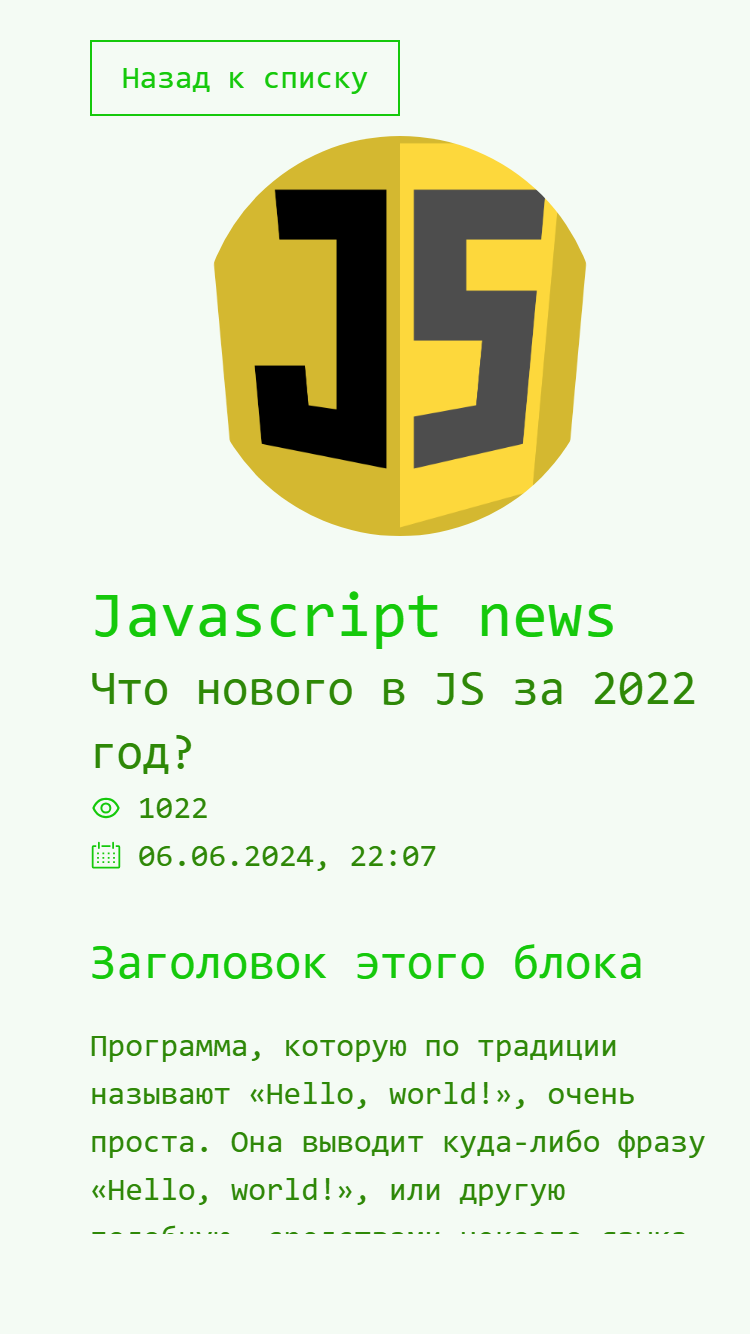 Назад к списку
JS
Javascript news
Что нового в JS за 2022
год?
1022
06.06.2024, 22:07
Заголовок этого блока
Программа, которую по традиции
называют «Hello, world!», очень
проста. Она выводит куда-либо фразу
«Hello, world!», или другую